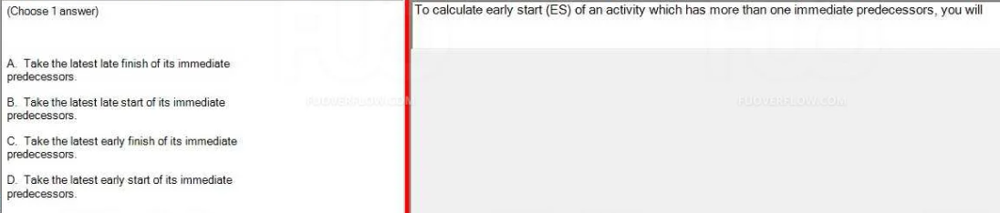 (Choose 1 answer)
To calculate early start (ES) of an activity which has more than one immediate predecessors, you will
A. Take the latest late finish of its immediate
predecessors.
B. Take the latest late start of its immediate
predecessors.
C. Take the latest early finish of its immediate
predecessors.
D. Take the latest early start of its immediate
predecessors.
FUOVERFLOW.COM
FUOVERFLOW.COM